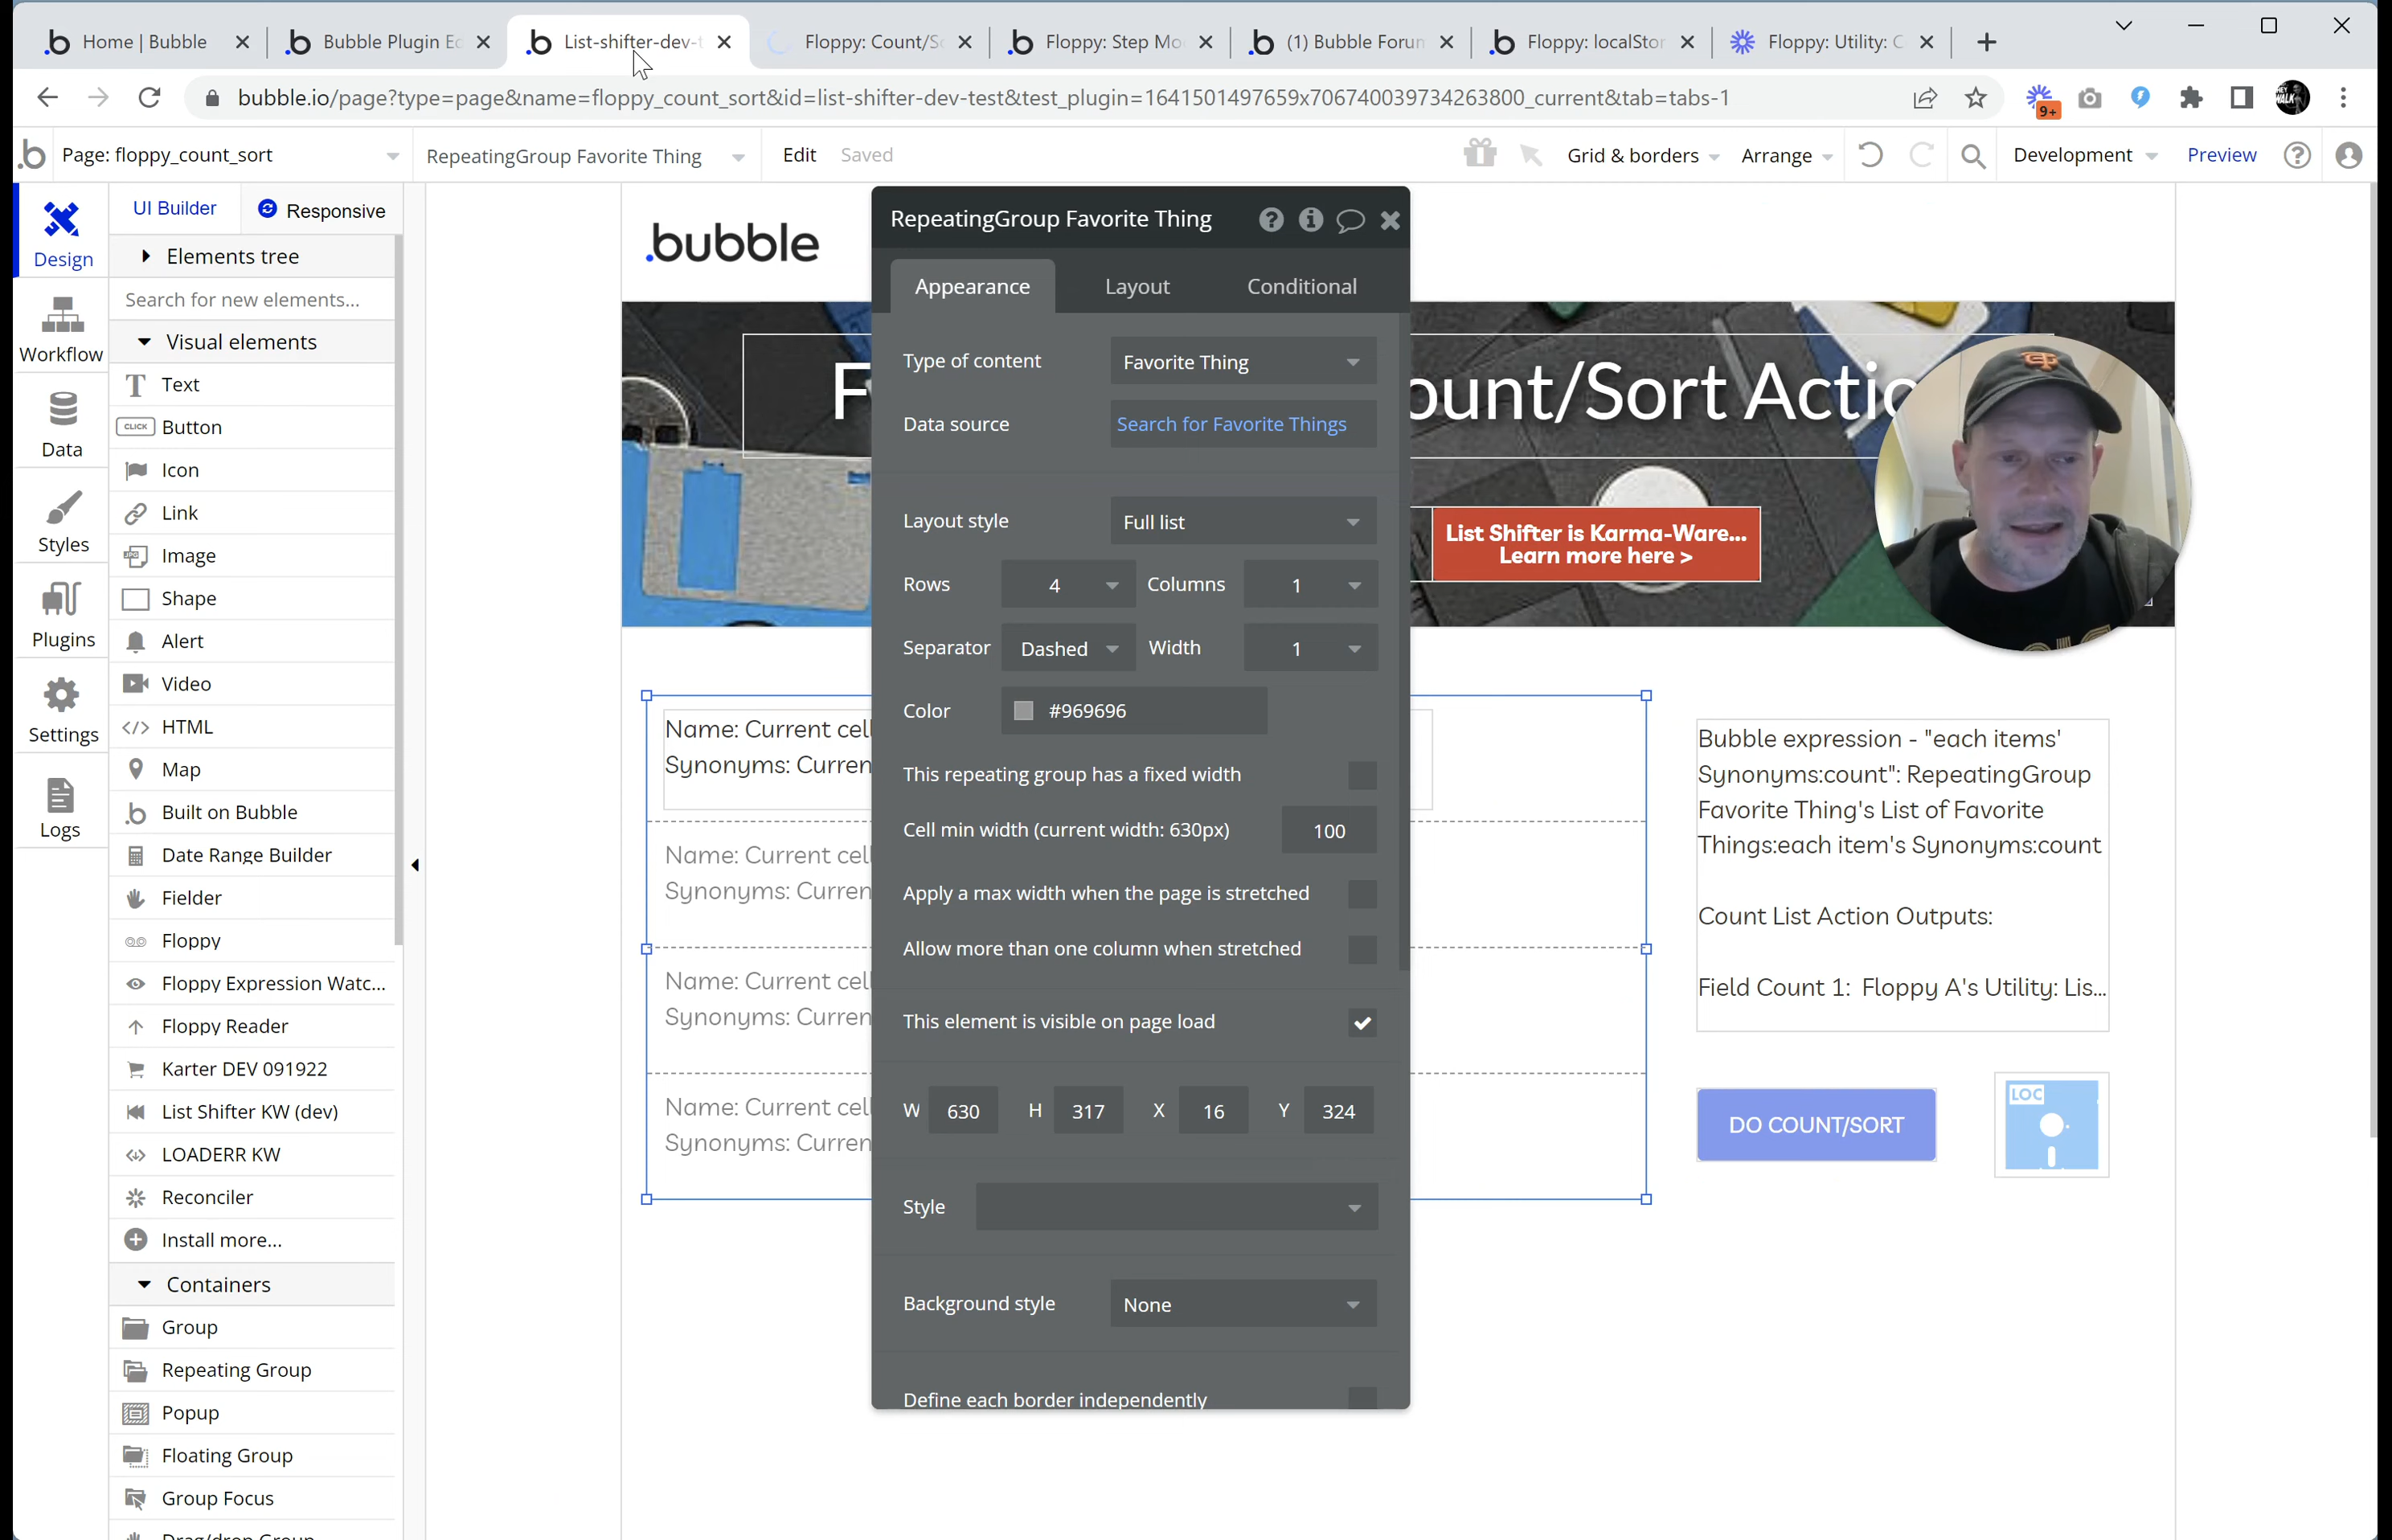 Home | Bubble
Bubble Plugin Ec
List-shifter-dev-t
Floppy: Count/So
Floppy: Step Mo
(1) Bubble Forun
Floppy: localStor
Floppy: Utility: C
bubble.io/page?type=page&name=floppy_count_sort&id=list-shifter-dev-test&test_plugin=1641501497659x706740039734263800_current&tab=tabs-1
9+
.b
Page: floppy_count_sort
RepeatingGroup Favorite Thing
Edit
Saved
Grid & borders
Arrange
Development
Preview
Design
Workflow
Data
Styles
Plugins
Settings
Logs
UI Builder
Responsive
Elements tree
Search for new elements...
Visual elements
Text
CLICK Button
Icon
Link
JPG Image
Shape
Alert
Video
HTML
Map
Built on Bubble
Date Range Builder
Fielder
Floppy
Floppy Expression Watc...
Floppy Reader
Karter DEV 091922
List Shifter KW (dev)
LOADERR KW
Reconciler
Install more...
Containers
Group
Repeating Group
Popup
Floating Group
Group Focus
Drag/drop Group
.bubble
F
ount/Sort Actio
List Shifter is Karma-Ware...
Learn more here >
Name: Current cell
Synonyms: Curren
Name: Current cell
Synonyms: Curren
Name: Current cell
Synonyms: Curren
Name: Current cell
Synonyms: Curren
RepeatingGroup Favorite Thing
Appearance
Layout
Conditional
Type of content
Favorite Thing
Data source
Search for Favorite Things
Layout style
Full list
Rows
4
Columns
1
Separator
Dashed
Width
1
Color
#969696
This repeating group has a fixed width
Cell min width (current width: 630px)
100
Apply a max width when the page is stretched
Allow more than one column when stretched
This element is visible on page load
W 630 H 317 X 16 Y 324
Style
Background style
None
Define each border independently
Bubble expression - "each items'
Synonyms:count": RepeatingGroup
Favorite Thing's List of Favorite
Things:each item's Synonyms:count
Count List Action Outputs:
Field Count 1: Floppy A's Utility: Lis...
DO COUNT/SORT
LOC